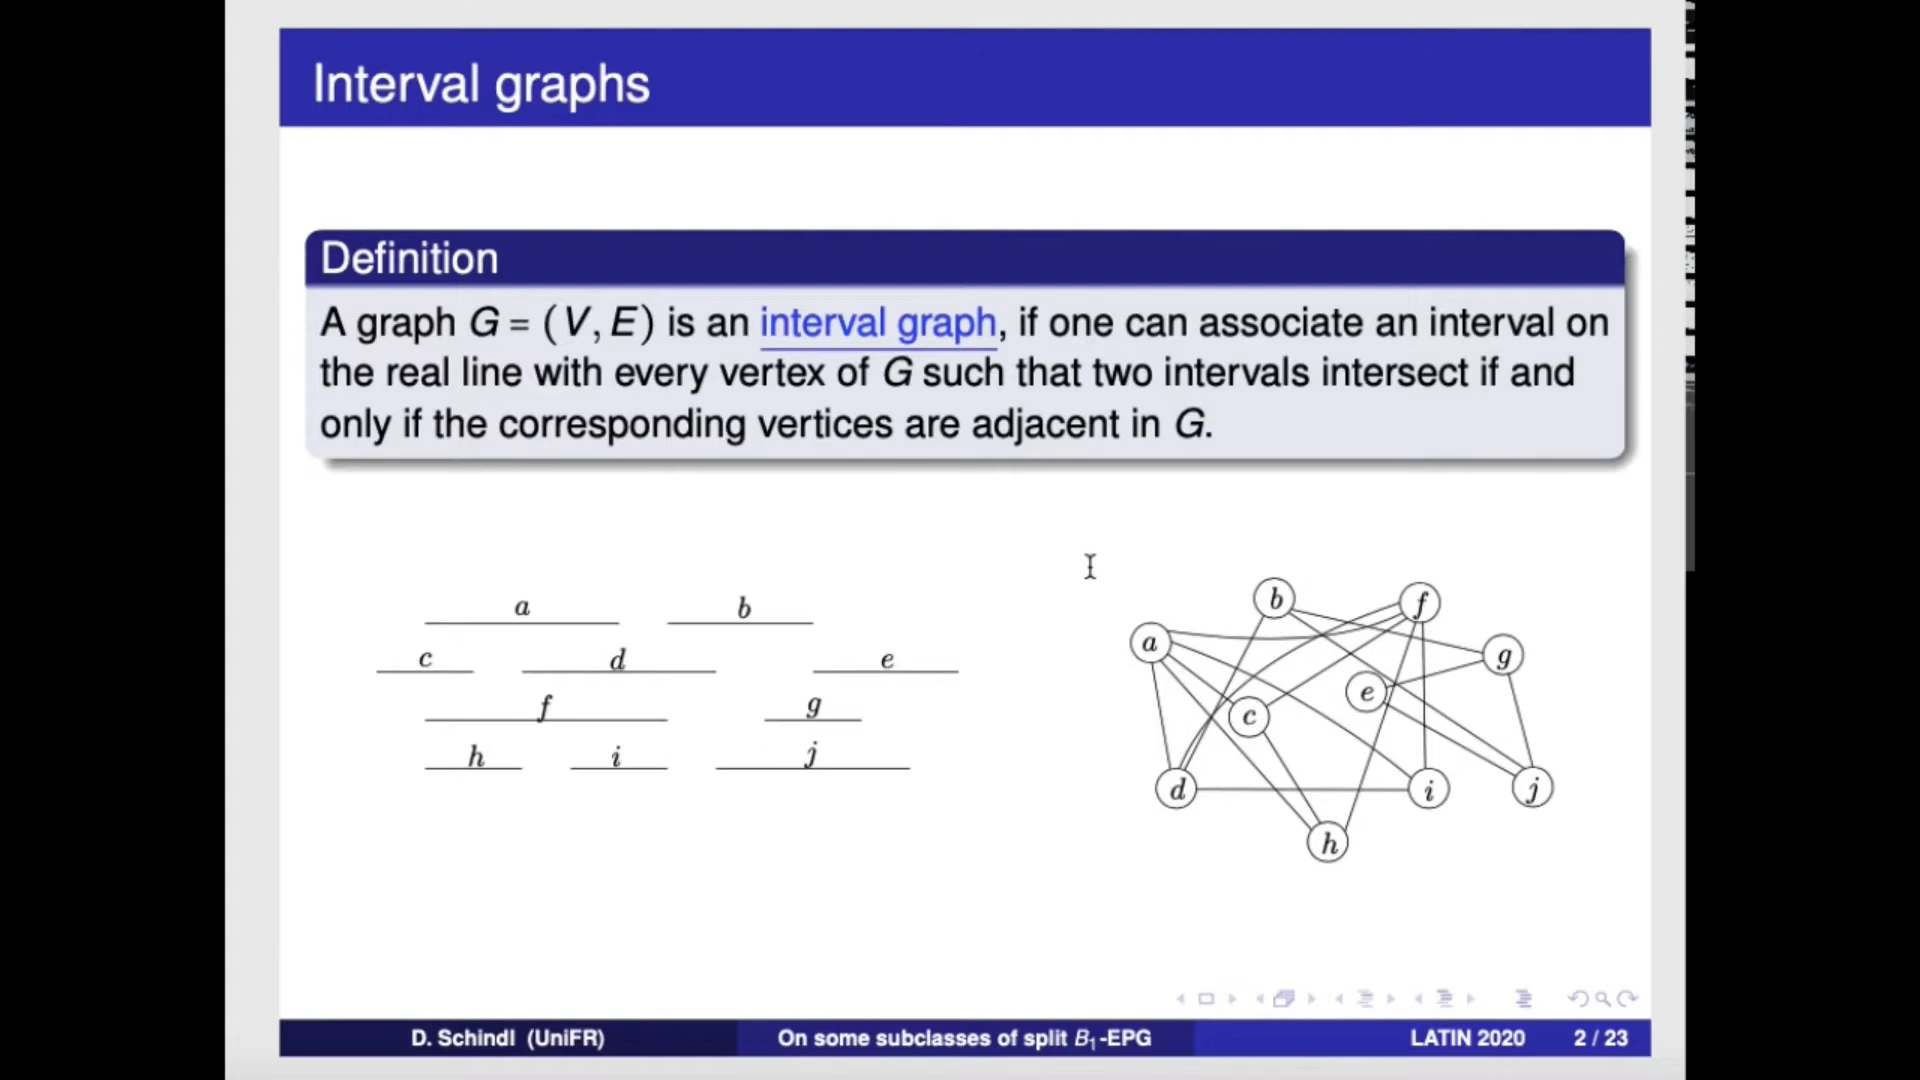 Interval graphs
Definition
A graph G = (V, E) is an interval graph, if one can associate an interval on
the real line with every vertex of G such that two intervals intersect if and
only if the corresponding vertices are adjacent in G.
a b
c d e
f g
h i j
b f
a g
e
c
d i j
h
D. Schindl (UniFR) On some subclasses of split B₁-EPG LATIN 2020 2 / 23